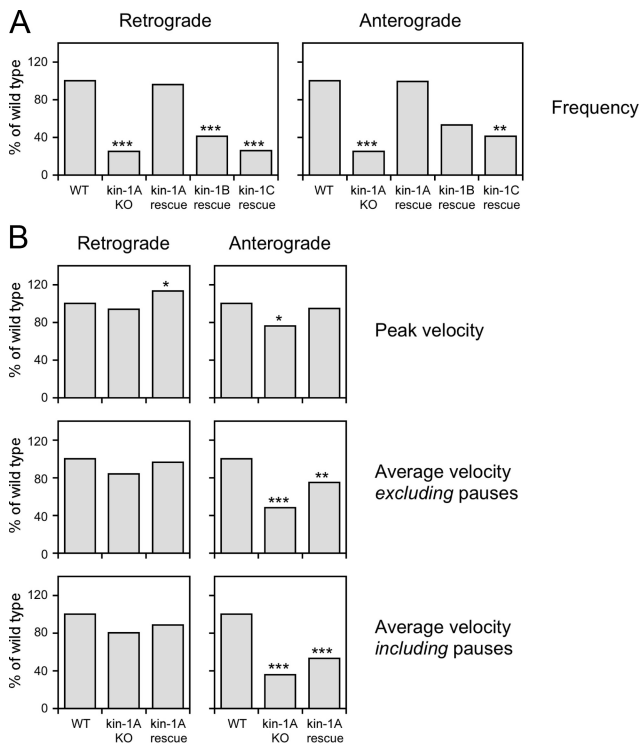 A
Retrograde
Anterograde
% of wild type
120
80
40
0
***
***
***
***
**
WT
kin-1A
KO
kin-1A
rescue
kin-1B
rescue
kin-1C
rescue
WT
kin-1A
KO
kin-1A
rescue
kin-1B
rescue
kin-1C
rescue
Frequency
B
Retrograde
Anterograde
% of wild type
120
80
40
0
*
*
Peak velocity
% of wild type
120
80
40
0
***
**
Average velocity
excluding pauses
% of wild type
120
80
40
0
***
***
Average velocity
including pauses
WT
kin-1A
KO
kin-1A
rescue
WT
kin-1A
KO
kin-1A
rescue